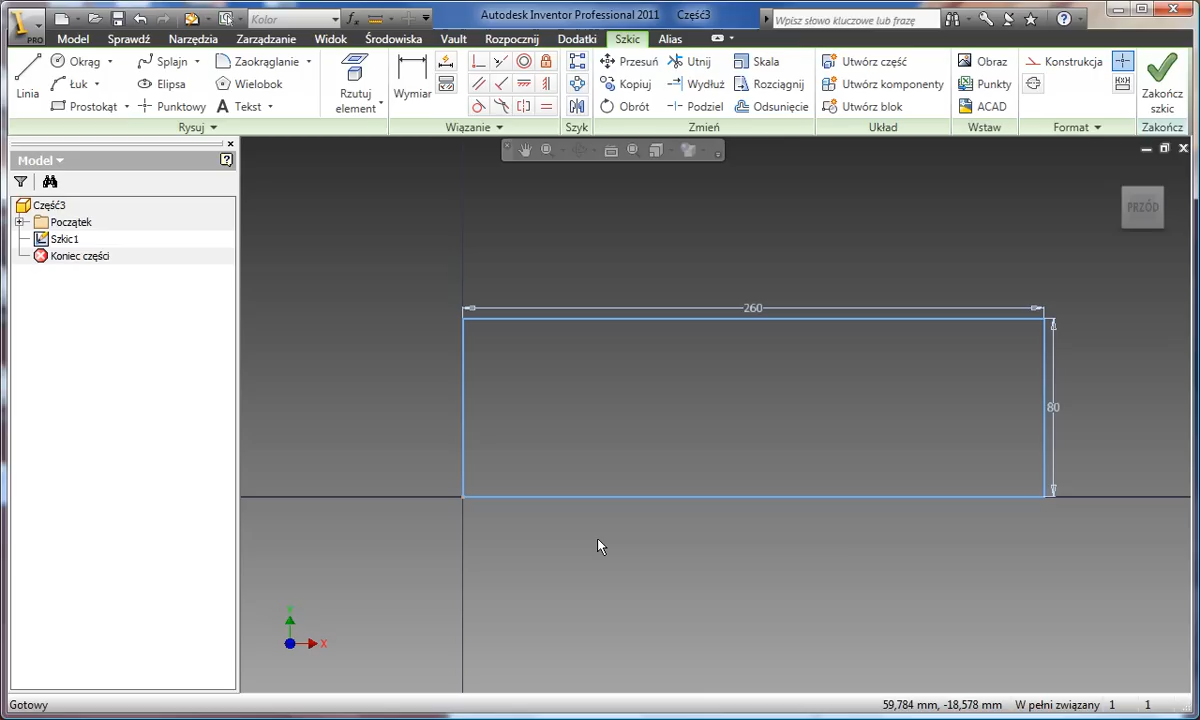 Kolor
Autodesk Inventor Professional 2011 Część3
Wpisz słowo kluczowe lub frazę
PRO
Model Sprawdź Narzędzia Zarządzanie Widok Środowiska Vault Rozpocznij Dodatki Szkic Alias
Linia
Okrąg Splajn Zaokrąglanie
Łuk Elipsa Wielobok
Prostokąt Punktowy A Tekst
Rzutuj
element
Wymiar
Przesuń Utnij Skala
Kopiuj Wydłuż Rozciągnij
Obrót Podziel Odsunięcie
Utwórz część
Utwórz komponenty
Utwórz blok
Obraz
Punkty
ACAD
Konstrukcja
Zakończ
szkic
Rysuj Wiązanie Szyk Zmień Układ Wstaw Format Zakończ
Model
Część3
Początek
Szkic1
Koniec części
PRZÓD
260
80
Y
X
Gotowy
59,784 mm, -18,578 mm W pełni związany 1 1